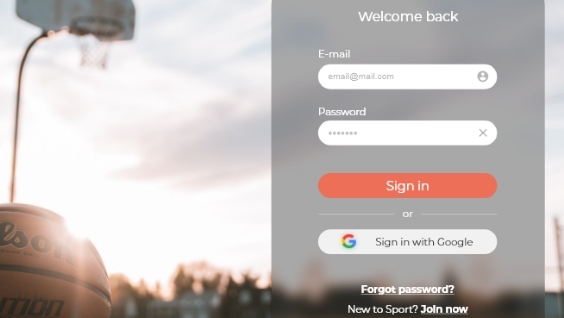 Welcome back
E-mail
email@mail.com
Password
Sign in
or
Sign in with Google
Forgot password?
New to Sport? Join now